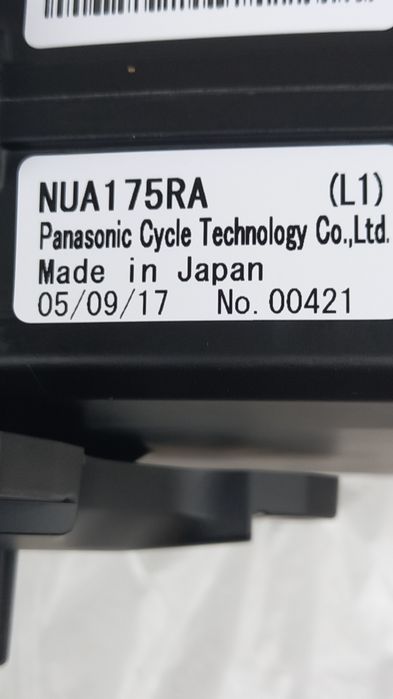 NUA175RA (L1)
Panasonic Cycle Technology Co.,Ltd.
Made in Japan
05/09/17 No. 00421